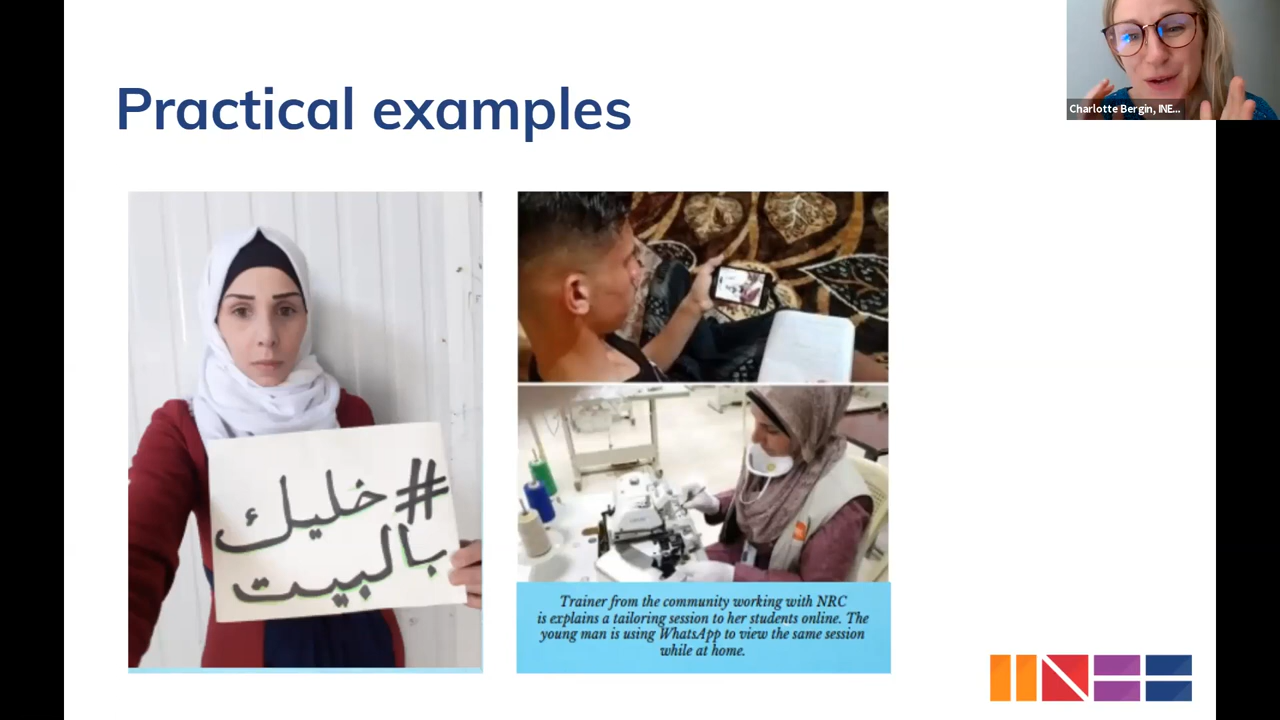 Practical examples
Charlotte Bergin, INE...
#خليك
بالبيت
Trainer from the community working with NRC
is explains a tailoring session to her students online. The
young man is using WhatsApp to view the same session
while at home.
INEE